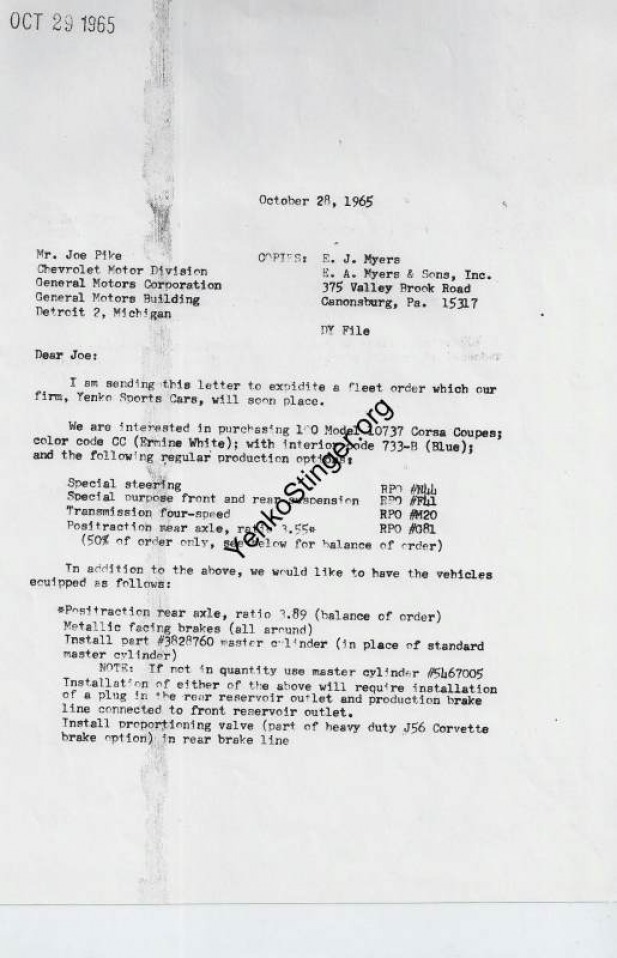 OCT 29 1965
October 28, 1965
Mr. Joe Pike
Chevrolet Motor Division
General Motors Corporation
General Motors Building
Detroit 2, Michigan
COPIES: E. J. Myers
E. A. Myers & Sons, Inc.
375 Valley Brook Road
Canonsburg, Pa. 15317
DY File
Dear Joe:
I am sending this letter to expidite a fleet order which our
firm, Yenko Sports Cars, will soon place.
We are interested in purchasing Model 10737 Corsa Coupes;
color code CC (Ermine White); with interior code 733-B (Blue);
and the following regular production options:
Special steering RPO #N44
Special purpose front and rear suspension RPO #F41
Transmission four-speed RPO #M20
Positraction rear axle, ratio 3.55* RPO #G81
(50% of order only, see below for balance of order)
In addition to the above, we would like to have the vehicles
equipped as follows:
*Positraction rear axle, ratio 3.89 (balance of order)
Metallic facing brakes (all around)
Install part #3828760 master cylinder (in place of standard
master cylinder)
NOTE: If not in quantity use master cylinder #5467005
Installation of either of the above will require installation
of a plug in the rear reservoir outlet and production brake
line connected to front reservoir outlet.
Install proportioning valve (part of heavy duty J56 Corvette
brake option) in rear brake line
YenkoStinger.org